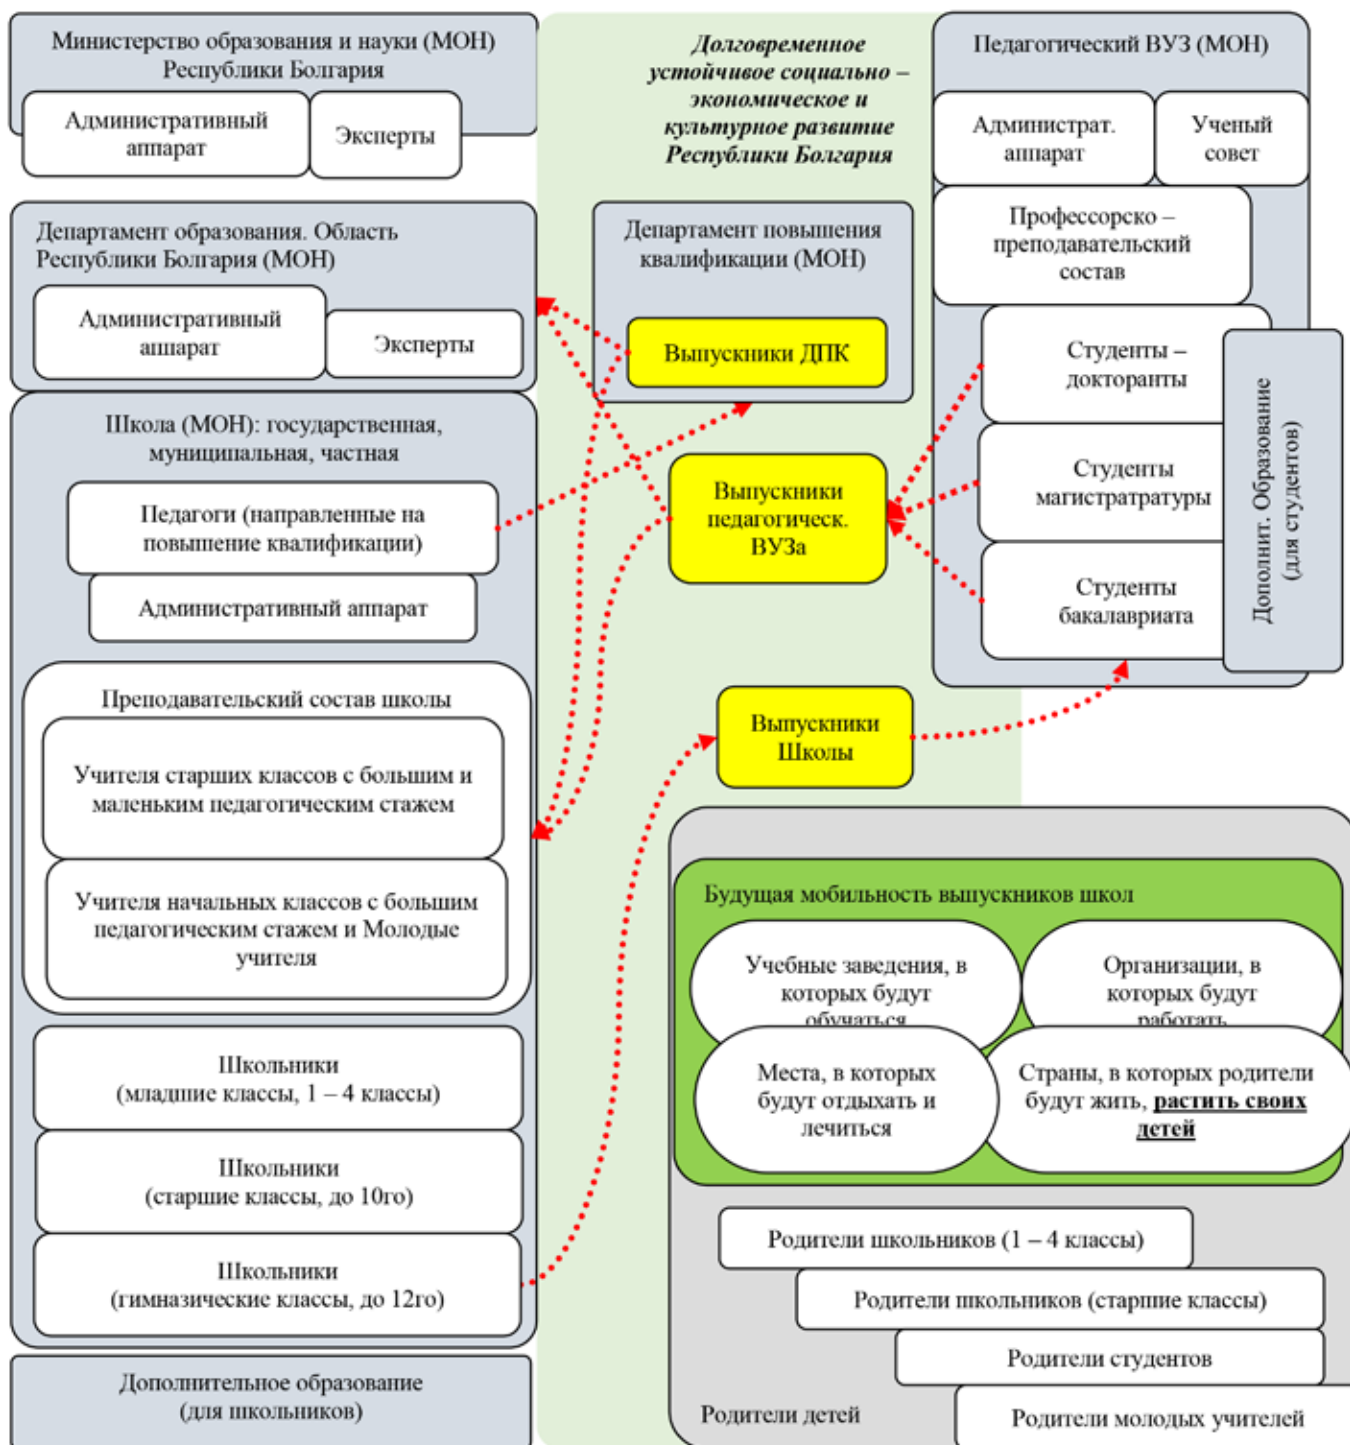 Министерство образования и науки (МОН)
Республики Болгария
Административный
аппарат
Эксперты
Долговременное
устойчивое социально –
экономическое и
культурное развитие
Республики Болгария
Педагогический ВУЗ (МОН)
Администрат.
аппарат
Ученый
совет
Профессорско –
преподавательский
состав
Департамент образования. Область
Республики Болгария (МОН)
Административный
аппарат
Эксперты
Департамент повышения
квалификации (МОН)
Выпускники ДПК
Студенты –
докторанты
Студенты
магистратратуры
Студенты
бакалавриата
Дополнит. Образование
(для студентов)
Школа (МОН): государственная,
муниципальная, частная
Педагоги (направленные на
повышение квалификации)
Административный аппарат
Выпускники
педагогическ.
ВУЗа
Преподавательский состав школы
Учителя старших классов с большим и
маленьким педагогическим стажем
Учителя начальных классов с большим
педагогическим стажем и Молодые
учителя
Выпускники
Школы
Школьники
(младшие классы, 1 – 4 классы)
Школьники
(старшие классы, до 10го)
Школьники
(гимназические классы, до 12го)
Дополнительное образование
(для школьников)
Будущая мобильность выпускников школ
Учебные заведения, в
которых будут
обучаться
Организации, в
которых будут
работать
Места, в которых
будут отдыхать и
лечиться
Страны, в которых родители
будут жить, растить своих
детей
Родители школьников (1 – 4 классы)
Родители школьников (старшие классы)
Родители студентов
Родители детей
Родители молодых учителей